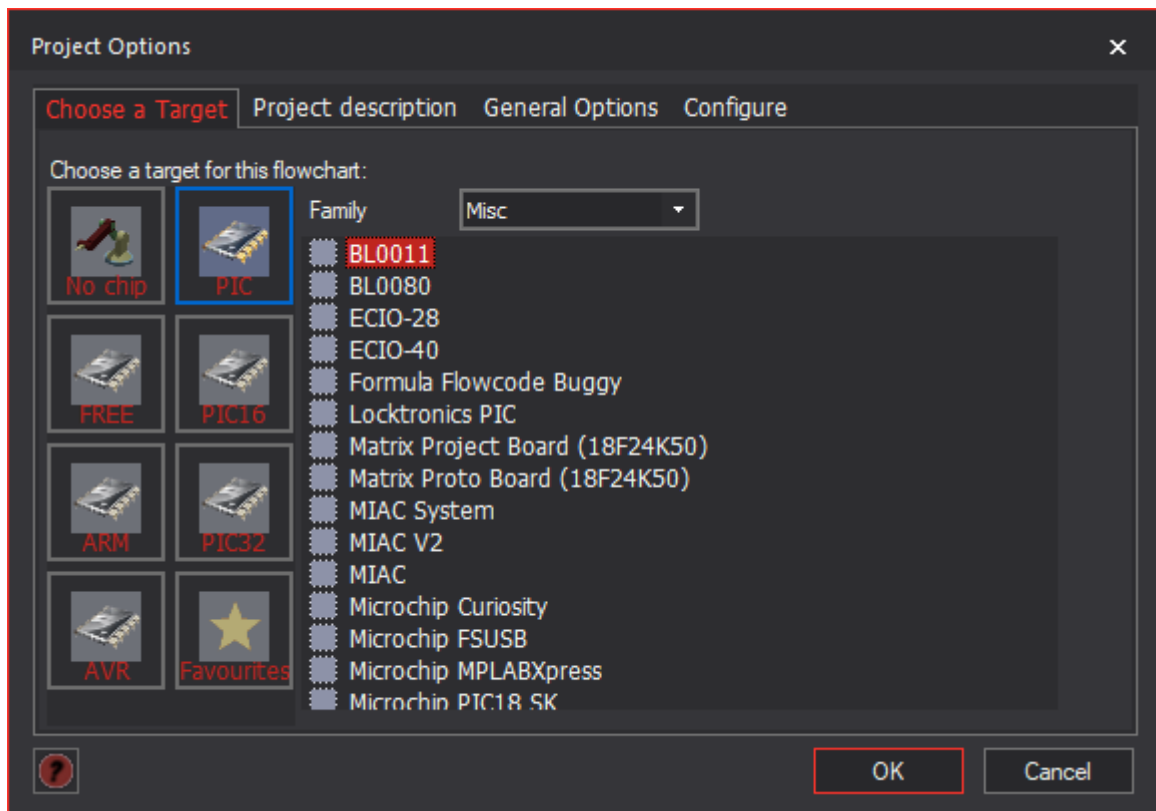 Project Options
Choose a Target Project description General Options Configure
Choose a target for this flowchart:
No chip
PIC
FREE
PIC16
ARM
PIC32
AVR
Favourites
Family Misc
BL0011
BL0080
ECIO-28
ECIO-40
Formula Flowcode Buggy
Locktronics PIC
Matrix Project Board (18F24K50)
Matrix Proto Board (18F24K50)
MIAC System
MIAC V2
MIAC
Microchip Curiosity
Microchip FSUSB
Microchip MPLABXpress
Microchip PIC18 SK
?
OK Cancel